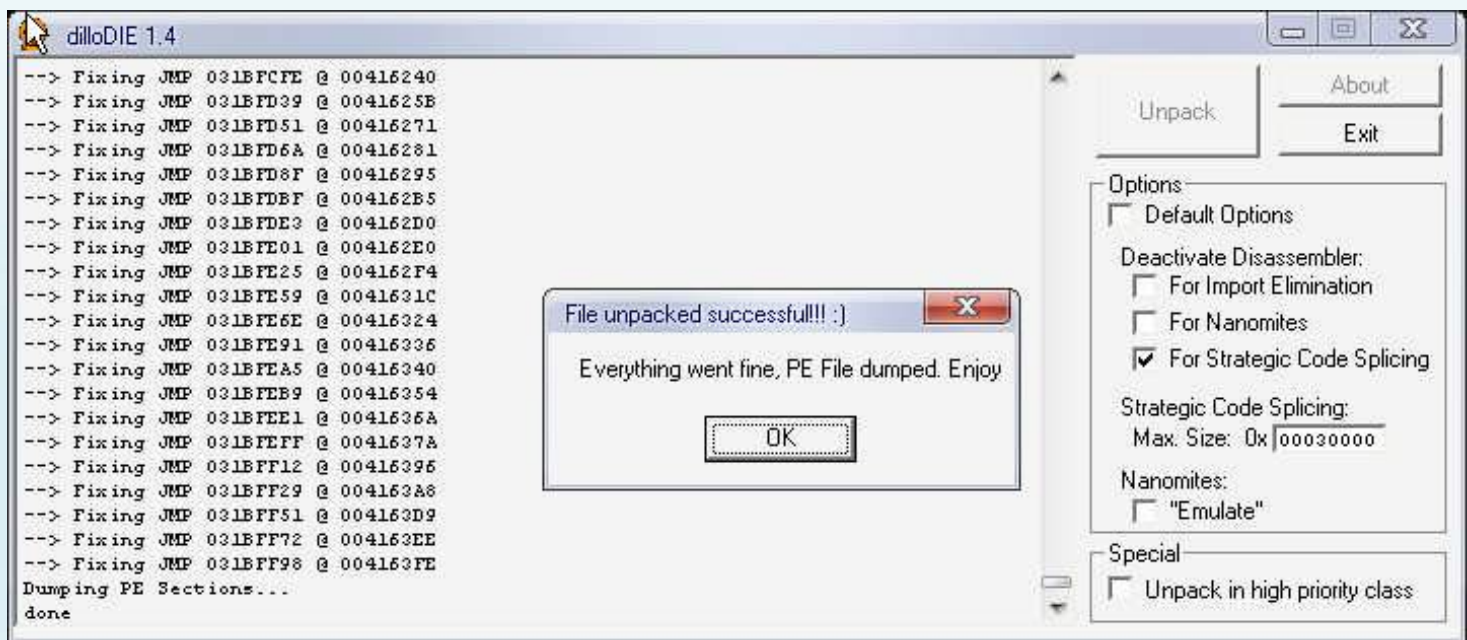 dilloDIE 1.4
--> Fixing JMP 031BFCFE @ 00416240
--> Fixing JMP 031BFD39 @ 0041625B
--> Fixing JMP 031BFD51 @ 00416271
--> Fixing JMP 031BFD6A @ 00416281
--> Fixing JMP 031BFD8F @ 00416295
--> Fixing JMP 031BFDBF @ 004162B5
--> Fixing JMP 031BFDE3 @ 004162D0
--> Fixing JMP 031BFE01 @ 004162E0
--> Fixing JMP 031BFE25 @ 004162F4
--> Fixing JMP 031BFE59 @ 0041631C
--> Fixing JMP 031BFE6E @ 00416324
--> Fixing JMP 031BFE91 @ 00416336
--> Fixing JMP 031BFEA5 @ 00416340
--> Fixing JMP 031BFEB9 @ 00416354
--> Fixing JMP 031BFEE1 @ 0041636A
--> Fixing JMP 031BFEFF @ 0041637A
--> Fixing JMP 031BFF12 @ 00416396
--> Fixing JMP 031BFF29 @ 004163A8
--> Fixing JMP 031BFF51 @ 004163D9
--> Fixing JMP 031BFF72 @ 004163EE
--> Fixing JMP 031BFF98 @ 004163FE
Dumping PE Sections...
done
File unpacked successful!!! :)
Everything went fine, PE File dumped. Enjoy
OK
Unpack
About
Exit
Options
Default Options
Deactivate Disassembler:
For Import Elimination
For Nanomites
For Strategic Code Splicing
Strategic Code Splicing:
Max. Size: 0x 00030000
Nanomites:
"Emulate"
Special
Unpack in high priority class